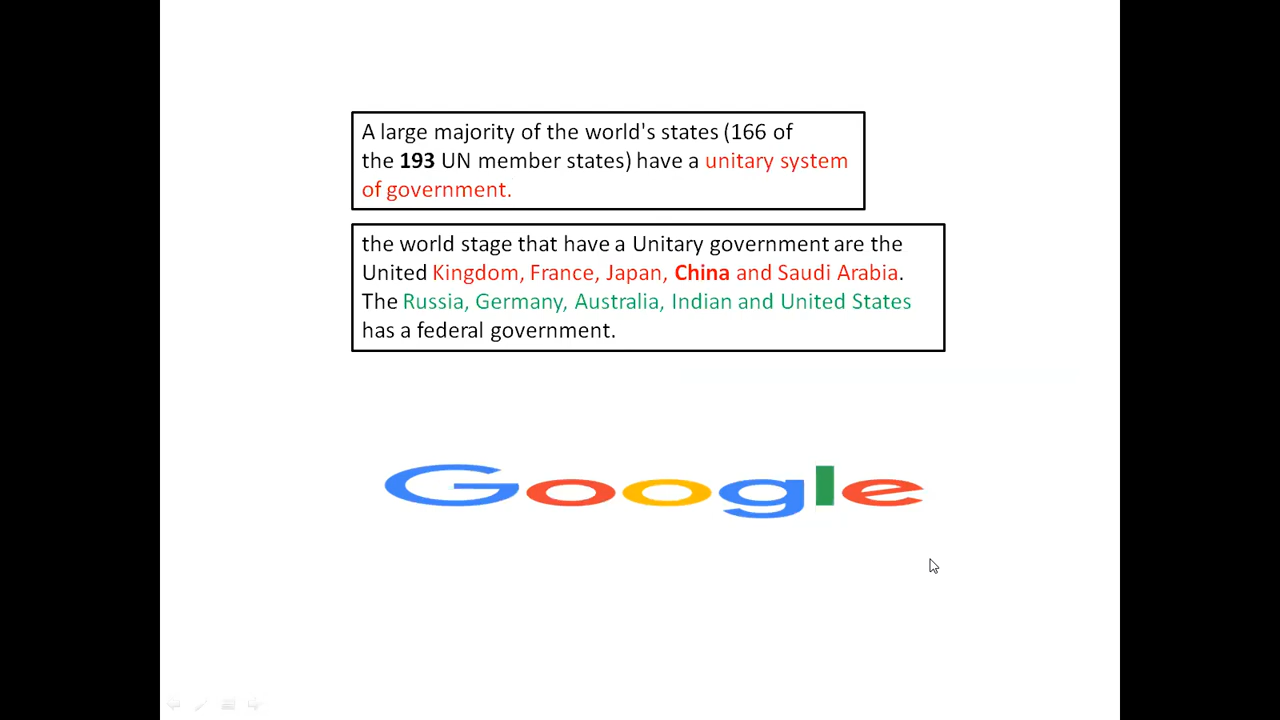 A large majority of the world's states (166 of
the 193 UN member states) have a unitary system
of government.
the world stage that have a Unitary government are the
United Kingdom, France, Japan, China and Saudi Arabia.
The Russia, Germany, Australia, Indian and United States
has a federal government.
Google